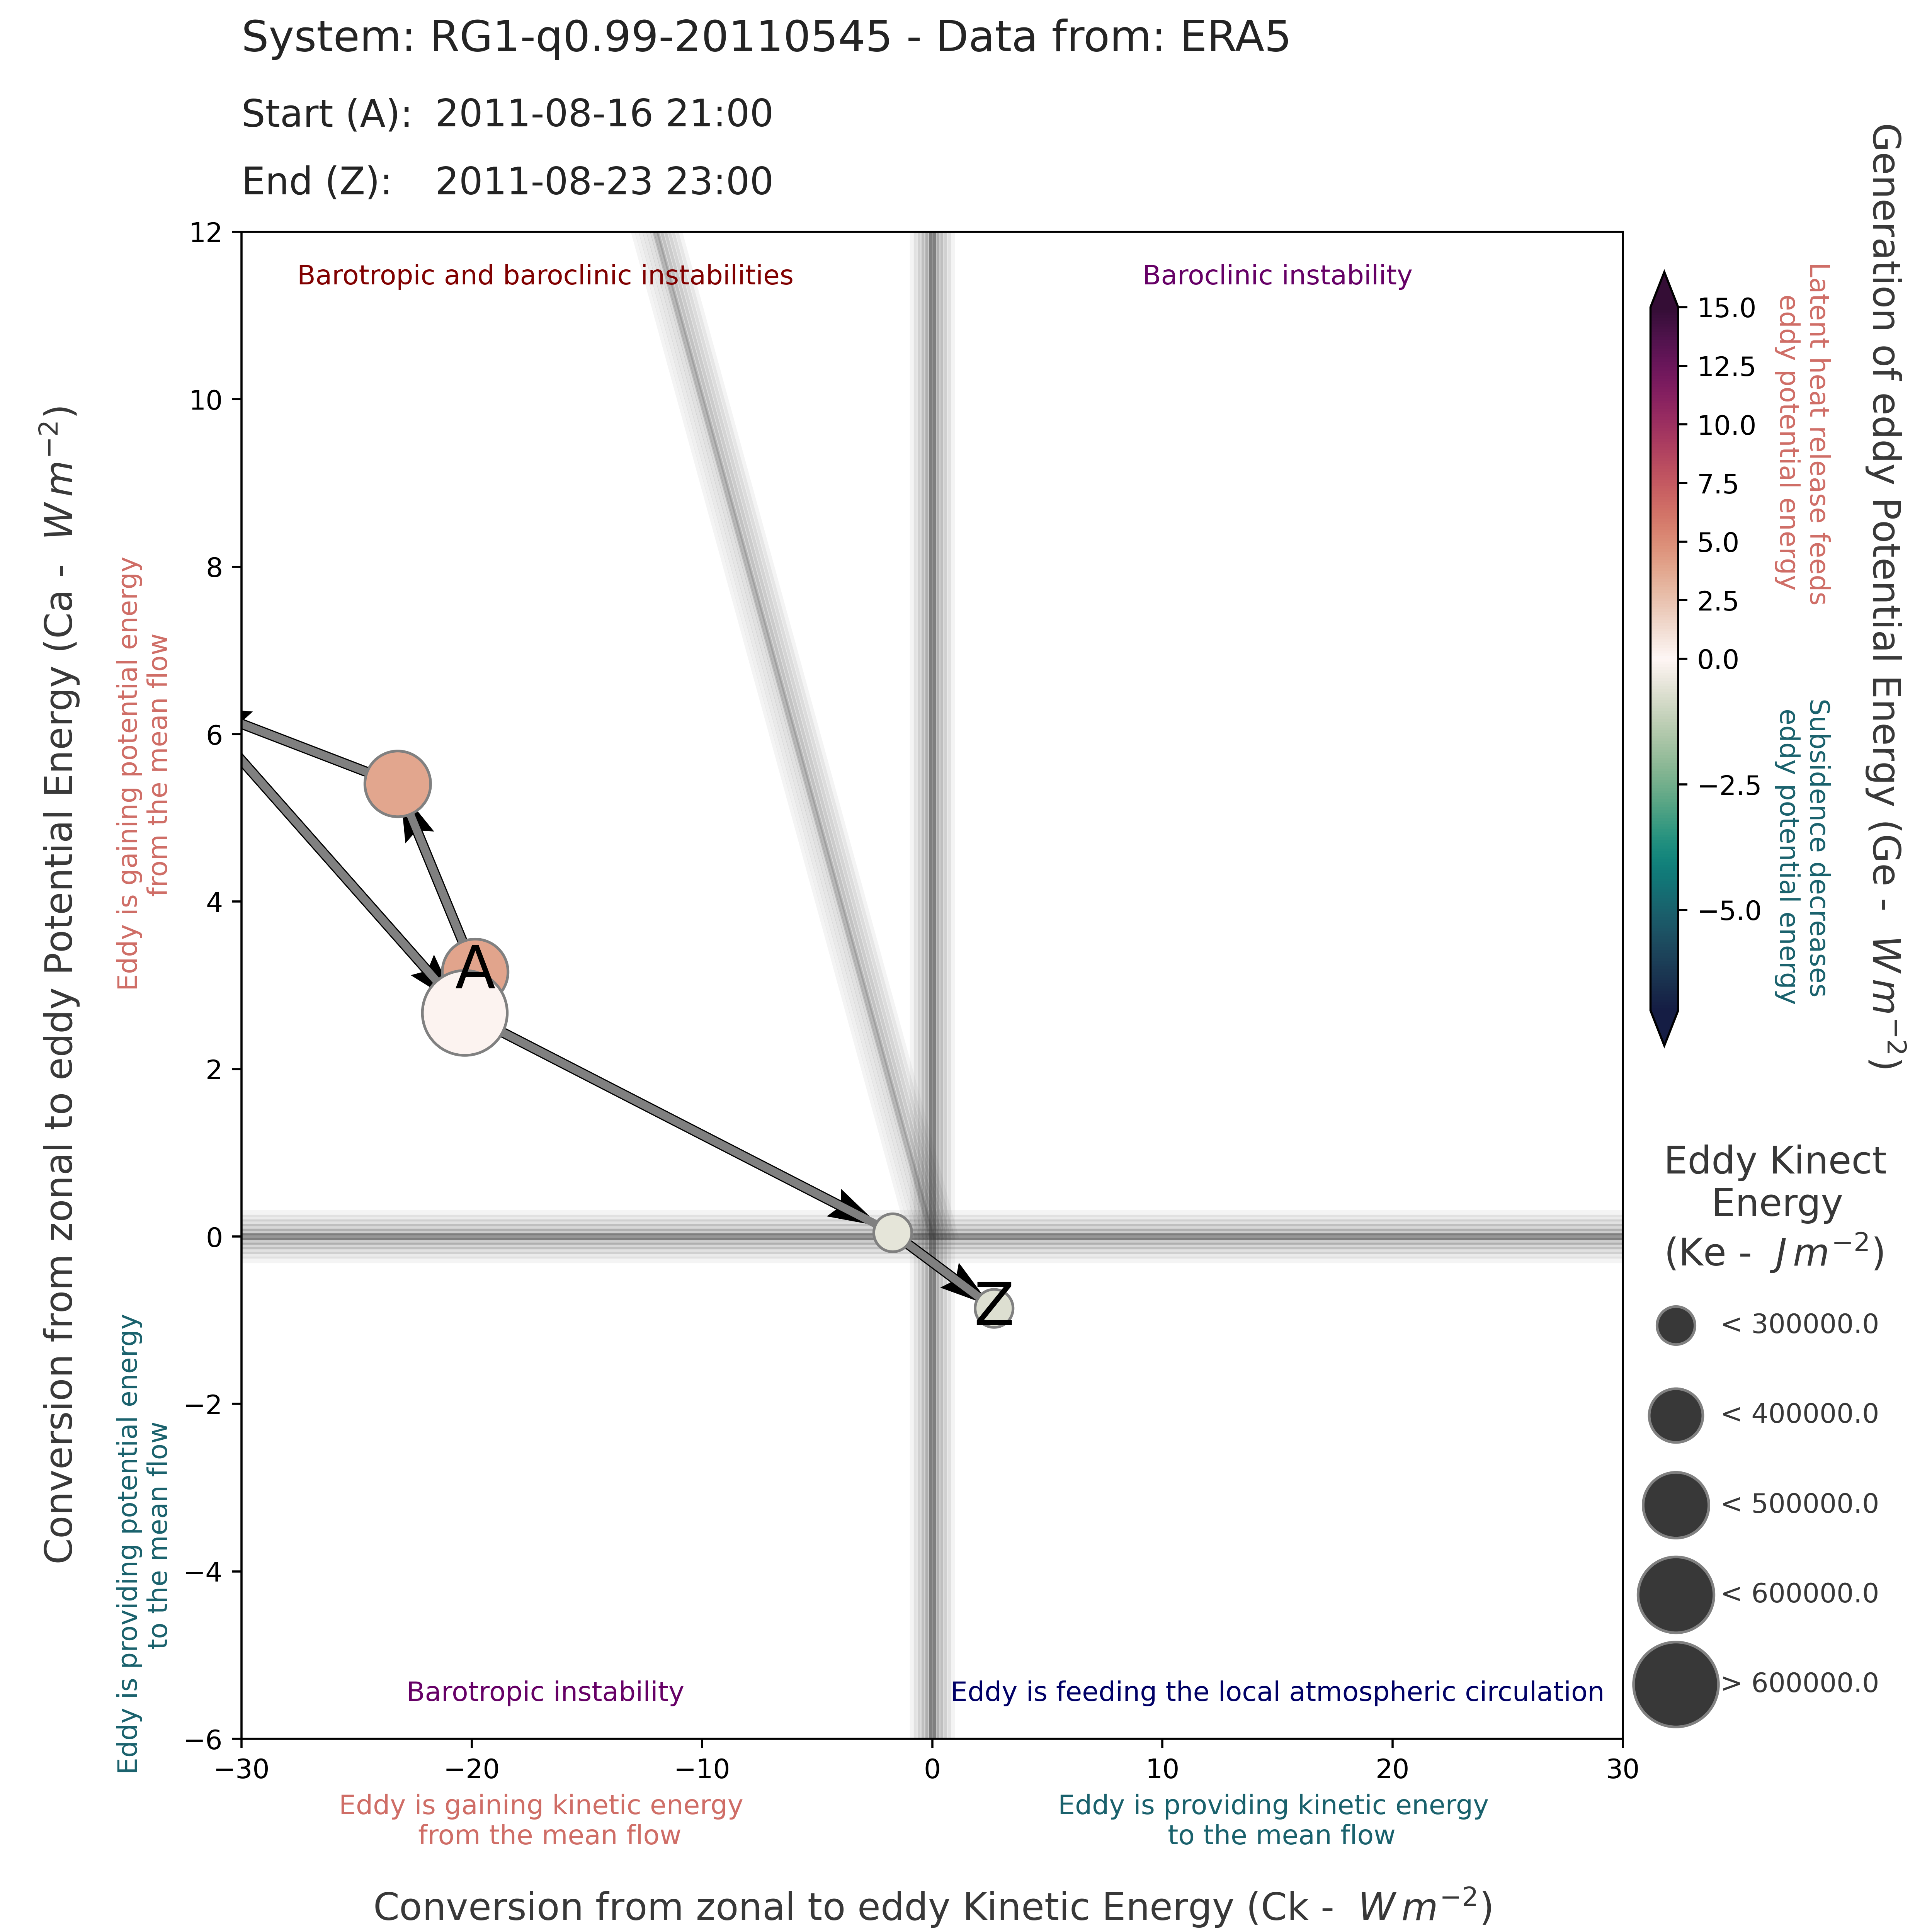 System: RG1-q0.99-20110545 - Data from: ERA5
Start (A): 2011-08-16 21:00
End (Z): 2011-08-23 23:00
Barotropic and baroclinic instabilities
Baroclinic instability
Barotropic instability
Eddy is feeding the local atmospheric circulation
A
Z
12
10
8
6
4
2
0
−2
−4
−6
−30
−20
−10
0
10
20
30
Conversion from zonal to eddy Potential Energy (Ca - W m⁻²)
Eddy is gaining potential energy
from the mean flow
Eddy is providing potential energy
to the mean flow
Eddy is gaining kinetic energy
from the mean flow
Eddy is providing kinetic energy
to the mean flow
Conversion from zonal to eddy Kinetic Energy (Ck - W m⁻²)
15.0
12.5
10.0
7.5
5.0
2.5
0.0
−2.5
−5.0
Latent heat release feeds
eddy potential energy
Subsidence decreases
eddy potential energy
Generation of eddy Potential Energy (Ge - W m⁻²)
Eddy Kinect
Energy
(Ke - J m⁻²)
< 300000.0
< 400000.0
< 500000.0
< 600000.0
> 600000.0